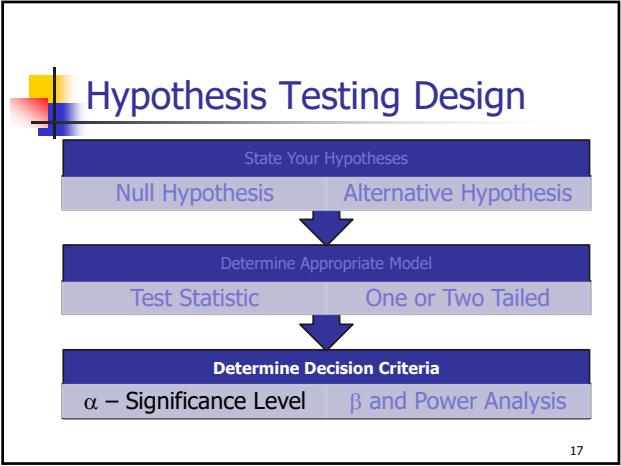 Hypothesis Testing Design
State Your Hypotheses
Null Hypothesis Alternative Hypothesis
Determine Appropriate Model
Test Statistic One or Two Tailed
Determine Decision Criteria
α – Significance Level β and Power Analysis
17